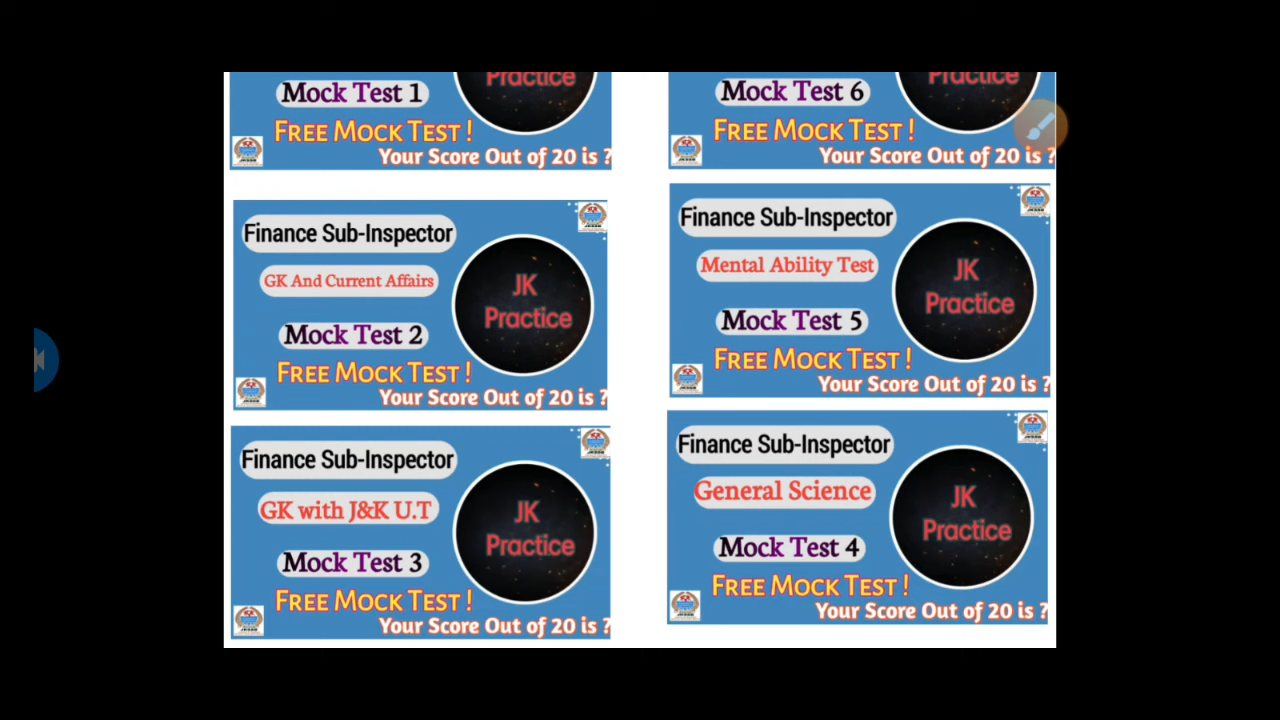 Practice
Mock Test 1
FREE MOCK TEST !
Your Score Out of 20 is ?
Finance Sub-Inspector
GK And Current Affairs
JK
Practice
Mock Test 2
FREE MOCK TEST !
Your Score Out of 20 is ?
Finance Sub-Inspector
GK with J&K U.T
JK
Practice
Mock Test 3
FREE MOCK TEST !
Your Score Out of 20 is ?
Practice
Mock Test 6
FREE MOCK TEST !
Your Score Out of 20 is ?
Finance Sub-Inspector
Mental Ability Test
JK
Practice
Mock Test 5
FREE MOCK TEST !
Your Score Out of 20 is ?
Finance Sub-Inspector
General Science
JK
Practice
Mock Test 4
FREE MOCK TEST !
Your Score Out of 20 is ?